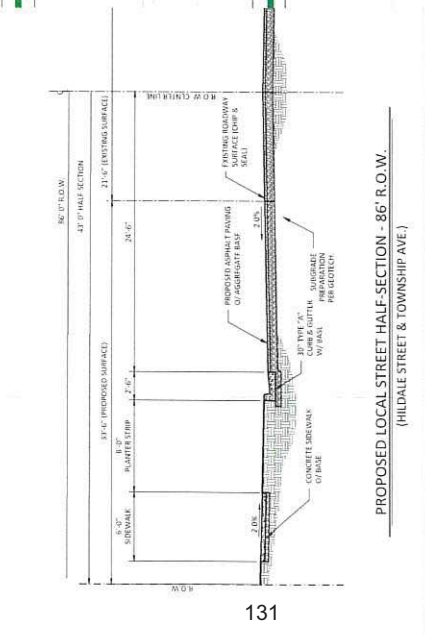 86' 0" R.O.W.
43' 0" HALF SECTION
33'-6" (PROPOSED SURFACE)
21'-6" (EXISTING SURFACE)
6'-0"
SIDEWALK
8'-0"
PLANTER STRIP
2'-6"
24'-6"
R.O.W.
R.O.W CENTER LINE
2.0%
2.0%
CONCRETE SIDEWALK
O/ BASE
30" TYPE "A"
CURB & GUTTER
W/ BASE
PROPOSED ASPHALT PAVING
O/ AGGREGATE BASE
SUBGRADE
PREPARATION
PER GEOTECH
EXISTING ROADWAY
SURFACE (CHIP &
SEAL)
PROPOSED LOCAL STREET HALF-SECTION - 86' R.O.W.
(HILDALE STREET & TOWNSHIP AVE.)
131